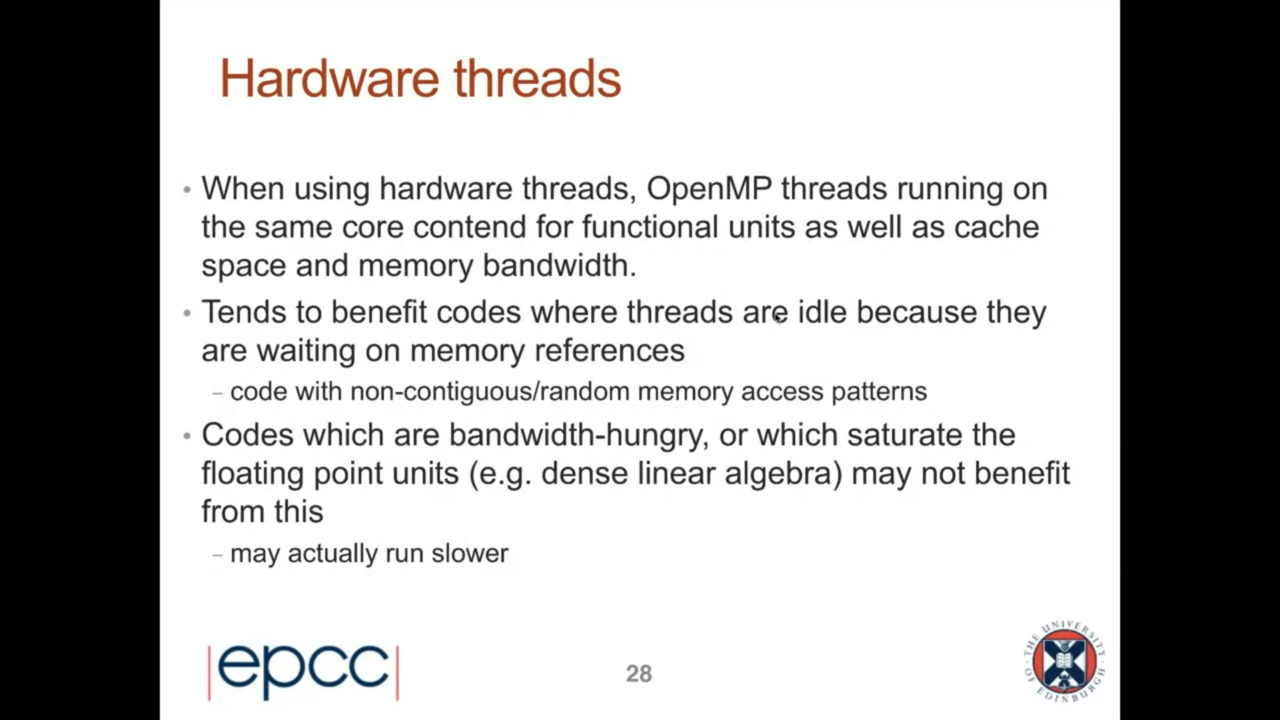 Hardware threads
• When using hardware threads, OpenMP threads running on
the same core contend for functional units as well as cache
space and memory bandwidth.
• Tends to benefit codes where threads are idle because they
are waiting on memory references
– code with non-contiguous/random memory access patterns
• Codes which are bandwidth-hungry, or which saturate the
floating point units (e.g. dense linear algebra) may not benefit
from this
– may actually run slower
|epcc|
28
THE UNIVERSITY OF EDINBURGH